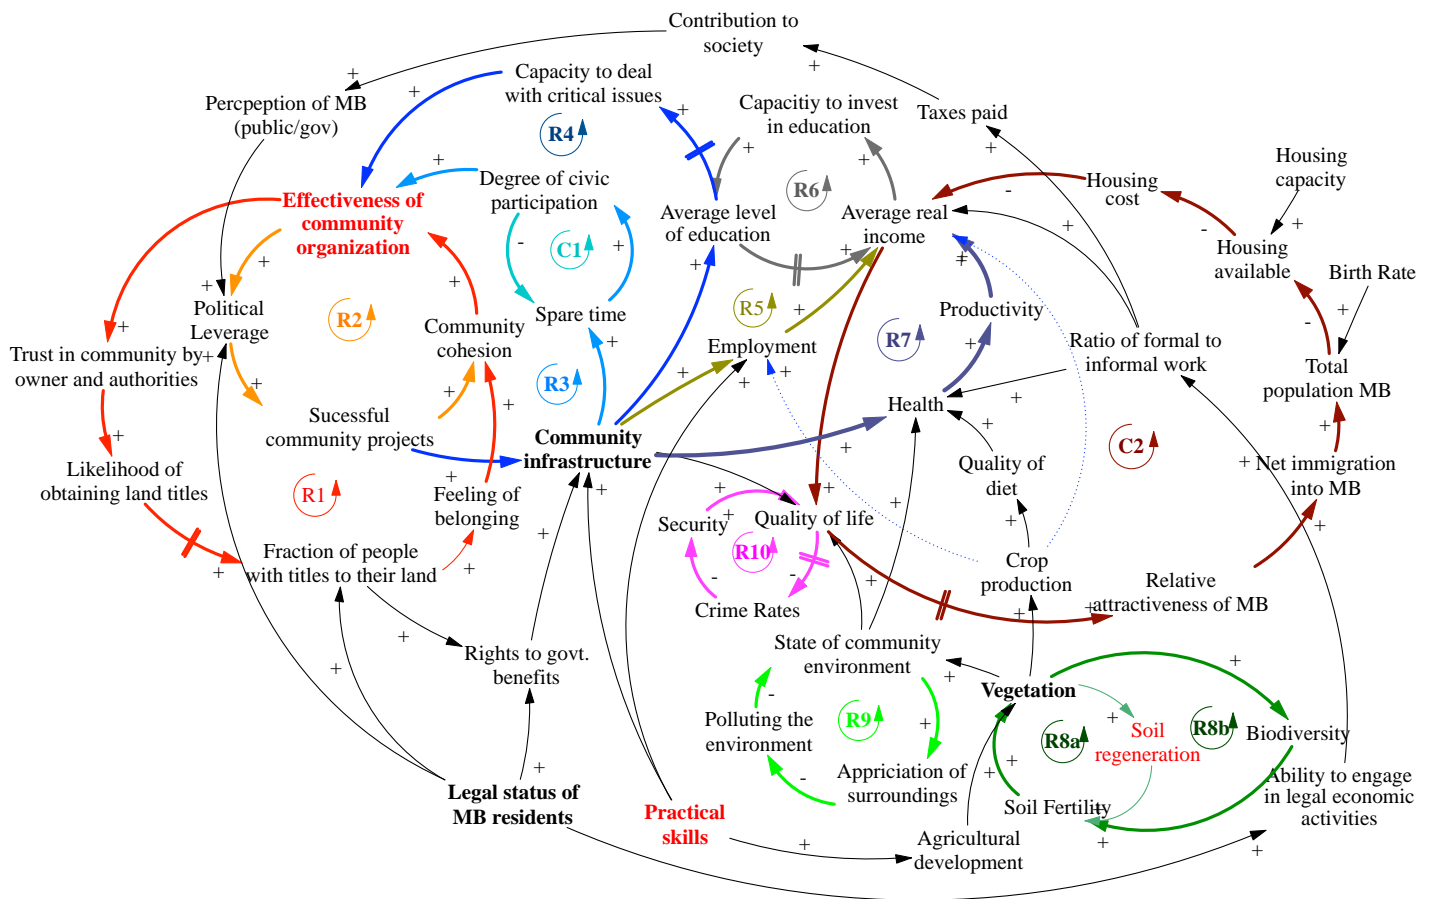 Contribution to
society
Percpeption of MB
(public/gov)
Capacity to deal
with critical issues
Capacitiy to invest
in education
Taxes paid
R4
Housing
capacity
Effectiveness of
community
organization
Degree of civic
participation
Average level
of education
R6
Average real
income
Housing
cost
C1
Housing
available
Birth Rate
Political
Leverage
R2
Spare time
Community
cohesion
R5
Employment
R7
Productivity
Ratio of formal to
informal work
Trust in community by
owner and authorities
Total
population MB
R3
Sucessful
community projects
Community
infrastructure
Health
C2
Likelihood of
obtaining land titles
R1
Feeling of
belonging
Quality of
diet
Net immigration
into MB
Security
Quality of life
R10
Fraction of people
with titles to their land
Crop
production
Relative
attractiveness of MB
Crime Rates
Rights to govt.
benefits
State of community
environment
Vegetation
Polluting the
environment
R9
R8a
Soil
regeneration
R8b
Biodiversity
Appriciation of
surroundings
Soil Fertility
Ability to engage
in legal economic
activities
Legal status of
MB residents
Practical
skills
Agricultural
development